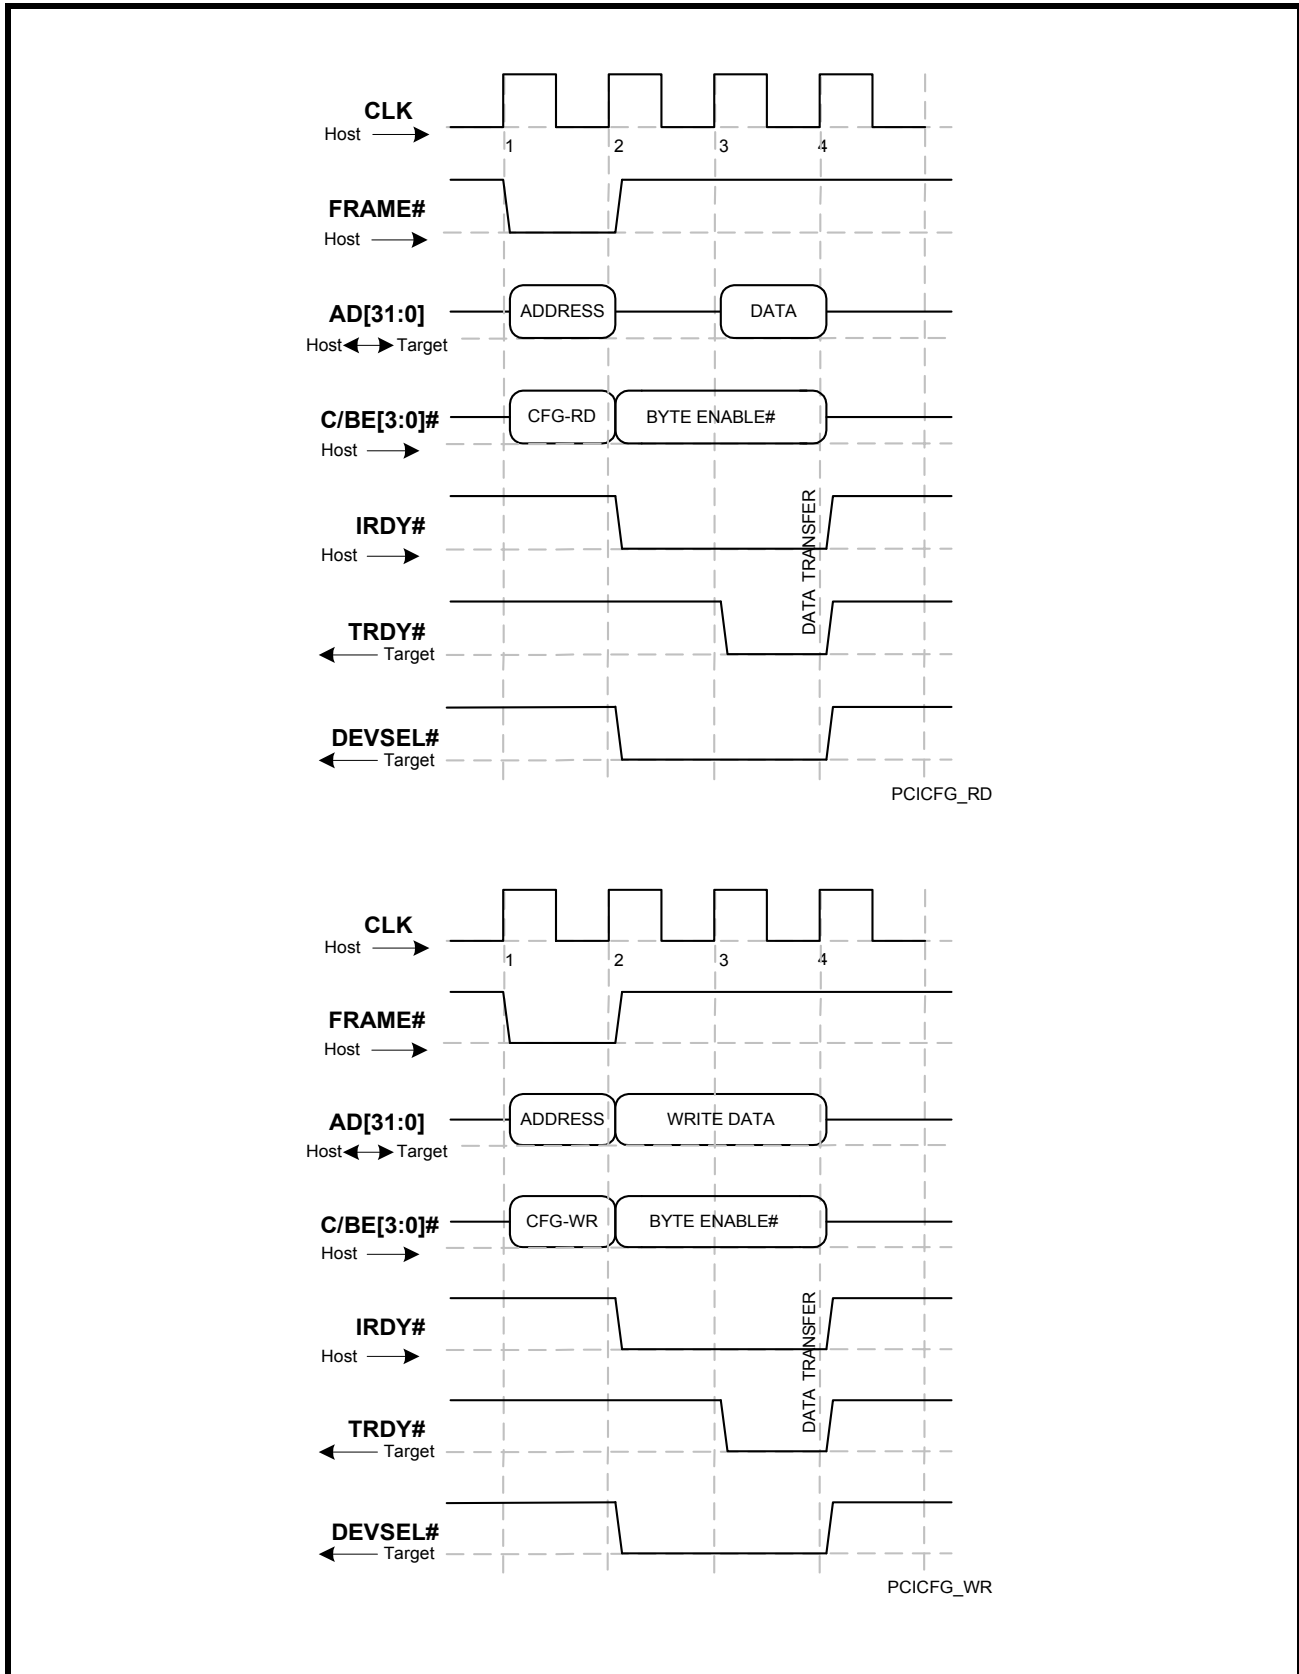 CLK
Host
1 2 3 4
FRAME#
Host
AD[31:0]
ADDRESS DATA
Host Target
C/BE[3:0]#
CFG-RD BYTE ENABLE#
Host
IRDY#
Host
DATA TRANSFER
TRDY#
Target
DEVSEL#
Target
PCICFG_RD
CLK
Host
1 2 3 4
FRAME#
Host
AD[31:0]
ADDRESS WRITE DATA
Host Target
C/BE[3:0]#
CFG-WR BYTE ENABLE#
Host
IRDY#
Host
DATA TRANSFER
TRDY#
Target
DEVSEL#
Target
PCICFG_WR